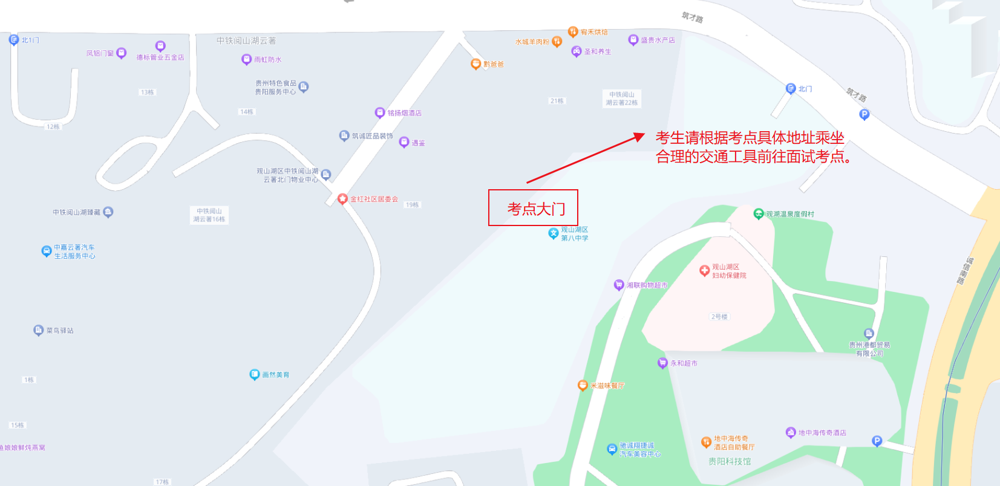 筑才路
北1门
凤铝门窗
德标管业五金店
中铁阅山湖云著
雨虹防水
宥禾烘焙
水城羊肉粉
圣和养生
盛贵水产店
黔爸爸
贵州特色食品
贵阳服务中心
13栋
14栋
12栋
21栋
中铁阅山
湖云著22栋
北门
筑才路
铭扬烟酒店
筑诚匠品装饰
遇鉴
考生请根据考点具体地址乘坐
合理的交通工具前往面试考点。
观山湖区中铁阅山湖
云著北门物业中心
金红社区居委会
19栋
考点大门
中铁阅山湖臻藏
中铁阅山
湖云著16栋
观湖温泉度假村
观山湖区
第八中学
中嘉云著汽车
生活服务中心
诚信南路
观山湖区
妇幼保健院
湘联购物超市
2号楼
菜鸟驿站
贵州港都贸易
有限公司
永和超市
画然美育
1栋
米滋味餐厅
15栋
鱼娘娘鲜炖燕窝
地中海传奇酒店
P
P
地中海传奇
酒店自助餐厅
驰诚翔捷诚
汽车美容中心
贵阳科技馆
17栋